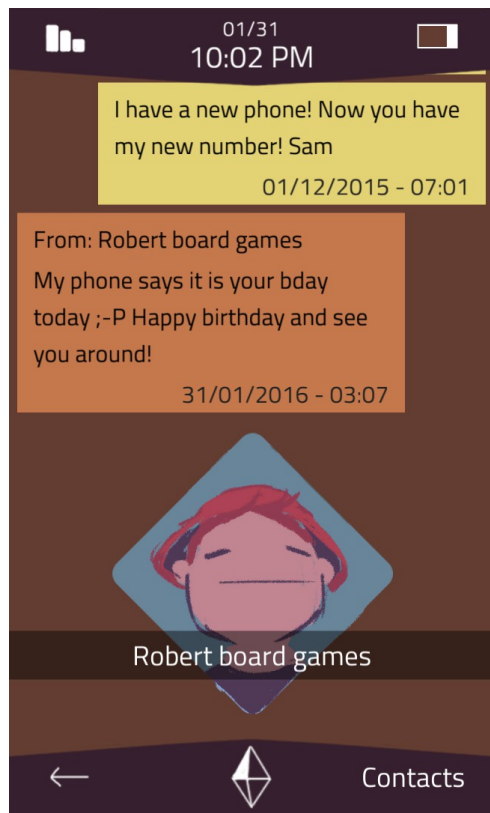 01/31
10:02 PM
I have a new phone! Now you have
my new number! Sam
01/12/2015 - 07:01
From: Robert board games
My phone says it is your bday
today ;-P Happy birthday and see
you around!
31/01/2016 - 03:07
Robert board games
Contacts